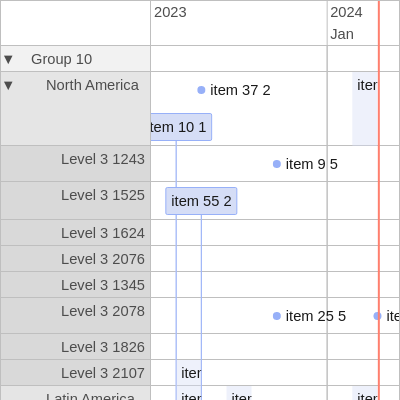 2023
2024
Jan
▼ Group 10
▼ North America
item 37 2
iter
tem 10 1
Level 3 1243
item 9 5
Level 3 1525
item 55 2
Level 3 1624
Level 3 2076
Level 3 1345
Level 3 2078
item 25 5
ite
Level 3 1826
Level 3 2107
iter
Latin America
iter
iter
iter